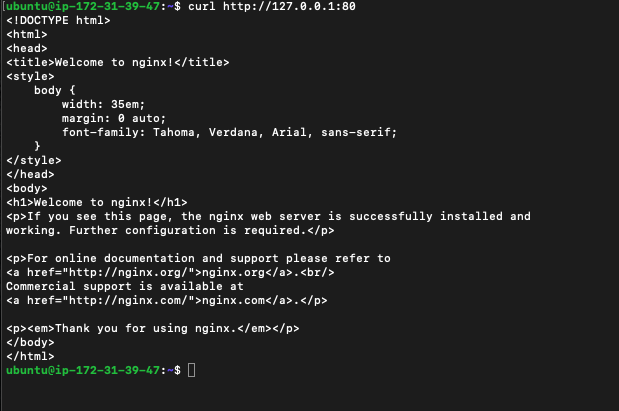 [ubuntu@ip-172-31-39-47:~$ curl http://127.0.0.1:80
<!DOCTYPE html>
<html>
<head>
<title>Welcome to nginx!</title>
<style>
    body {
        width: 35em;
        margin: 0 auto;
        font-family: Tahoma, Verdana, Arial, sans-serif;
    }
</style>
</head>
<body>
<h1>Welcome to nginx!</h1>
<p>If you see this page, the nginx web server is successfully installed and
working. Further configuration is required.</p>

<p>For online documentation and support please refer to
<a href="http://nginx.org/">nginx.org</a>.<br/>
Commercial support is available at
<a href="http://nginx.com/">nginx.com</a>.</p>

<p><em>Thank you for using nginx.</em></p>
</body>
</html>
ubuntu@ip-172-31-39-47:~$